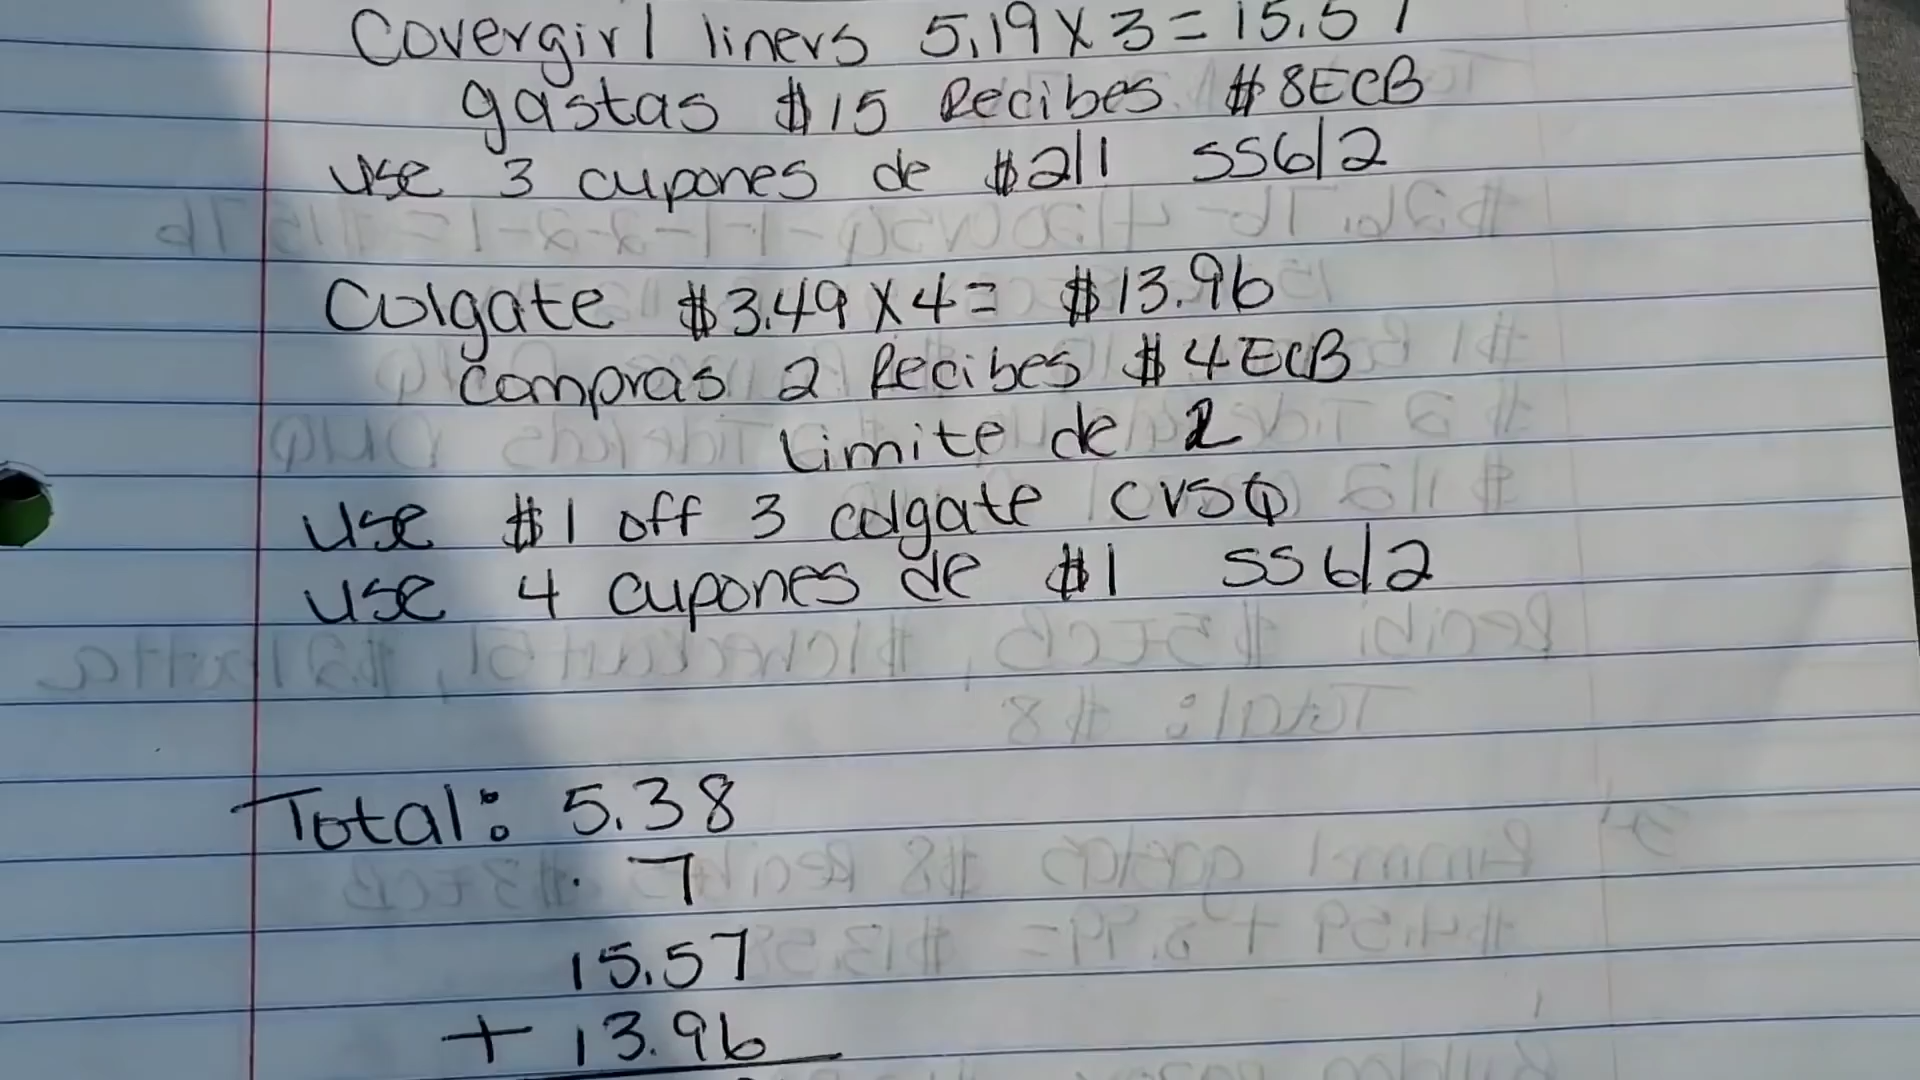 Covergirl liners 5.19 X 3 = 15.57
gastas $15 Recibes $8ECB
use 3 cupones de $2/1 SS6/2
Colgate $3.49 X 4 = $13.96
Compras 2 Recibes $4ECB
Limite de 2
use $1 off 3 colgate CVSQ
use 4 cupones de $1 SS6/2
Total: 5.38
7
15.57
+ 13.96